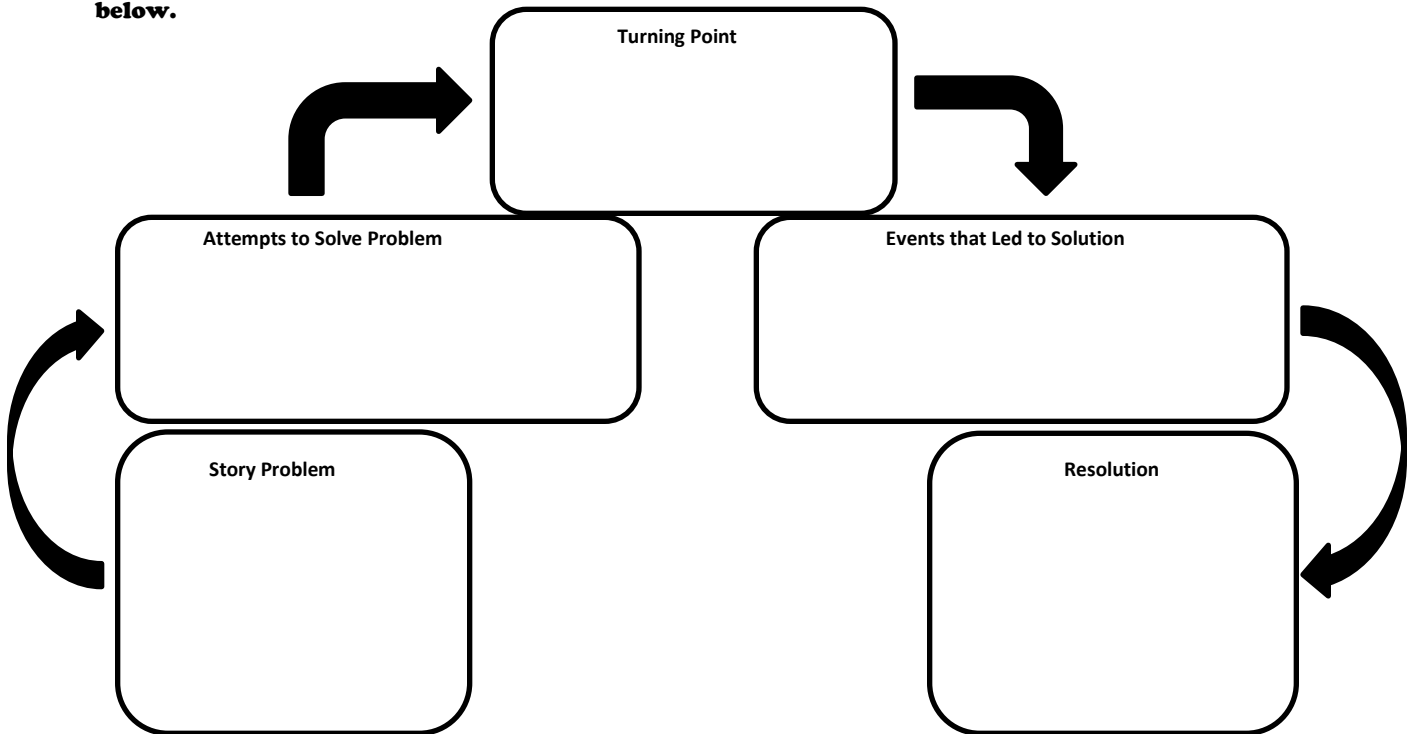 below.
Turning Point
Attempts to Solve Problem
Events that Led to Solution
Story Problem
Resolution